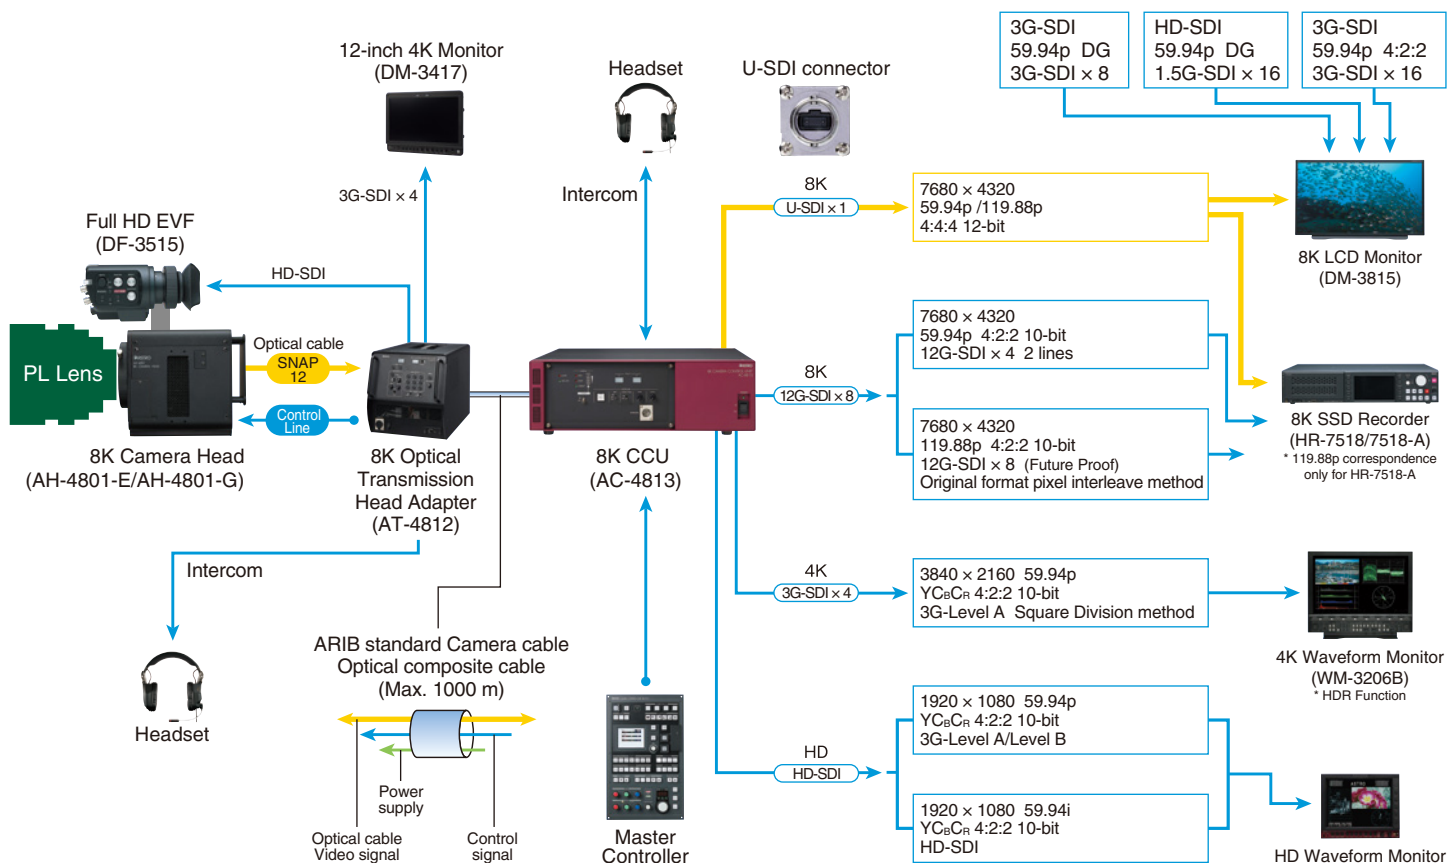 3G-SDI
59.94p DG
3G-SDI × 8
HD-SDI
59.94p DG
1.5G-SDI × 16
3G-SDI
59.94p 4:2:2
3G-SDI × 16
12-inch 4K Monitor
(DM-3417)
Headset
U-SDI connector
3G-SDI × 4
Intercom
8K
U-SDI × 1
7680 × 4320
59.94p /119.88p
4:4:4 12-bit
8K LCD Monitor
(DM-3815)
Full HD EVF
(DF-3515)
HD-SDI
PL Lens
Optical cable
SNAP
12
Control
Line
8K Camera Head
(AH-4801-E/AH-4801-G)
8K Optical
Transmission
Head Adapter
(AT-4812)
8K CCU
(AC-4813)
8K
12G-SDI × 8
7680 × 4320
59.94p 4:2:2 10-bit
12G-SDI × 4 2 lines
7680 × 4320
119.88p 4:2:2 10-bit
12G-SDI × 8 (Future Proof)
Original format pixel interleave method
8K SSD Recorder
(HR-7518/7518-A)
* 119.88p correspondence
only for HR-7518-A
Intercom
Headset
ARIB standard Camera cable
Optical composite cable
(Max. 1000 m)
Power
supply
Optical cable
Video signal
Control
signal
Master
Controller
4K
3G-SDI × 4
3840 × 2160 59.94p
YCBCR 4:2:2 10-bit
3G-Level A Square Division method
4K Waveform Monitor
(WM-3206B)
* HDR Function
HD
HD-SDI
1920 × 1080 59.94p
YCBCR 4:2:2 10-bit
3G-Level A/Level B
1920 × 1080 59.94i
YCBCR 4:2:2 10-bit
HD-SDI
HD Waveform Monitor